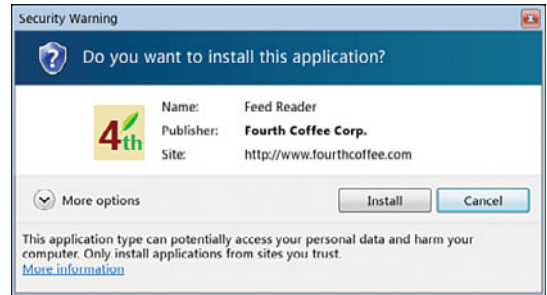 Security Warning
Do you want to install this application?
4th
Name: Feed Reader
Publisher: Fourth Coffee Corp.
Site: http://www.fourthcoffee.com
More options
Install Cancel
This application type can potentially access your personal data and harm your
computer. Only install applications from sites you trust.
More information